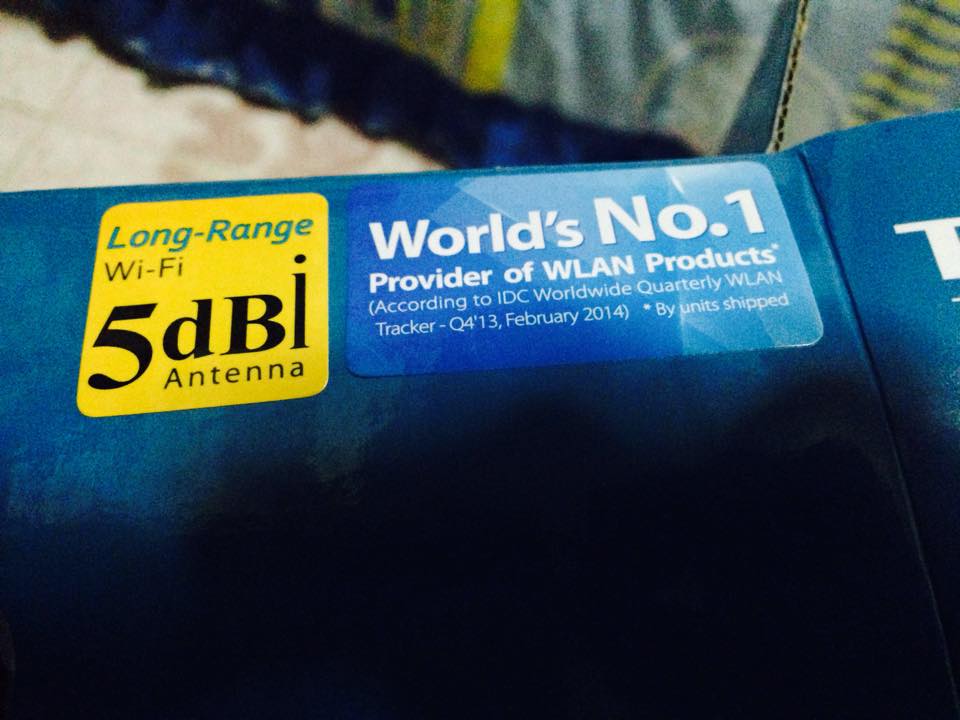 Long-Range
Wi-Fi
5dBi
Antenna
World's No.1
Provider of WLAN Products*
(According to IDC Worldwide Quarterly WLAN
Tracker - Q4'13, February 2014) * By units shipped
T